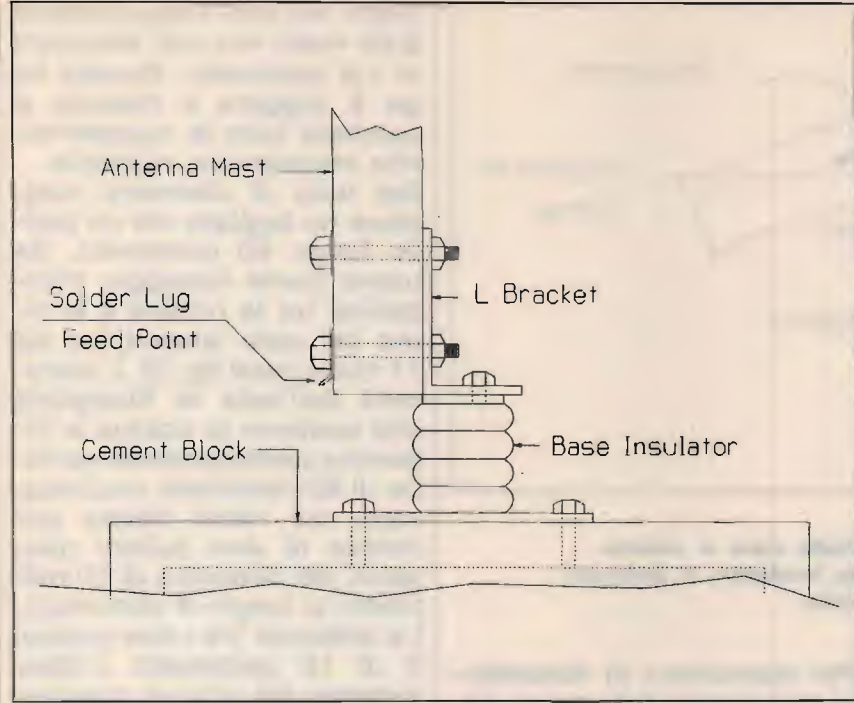 Antenna Mast
Solder Lug
Feed Point
L Bracket
Cement Block
Base Insulator